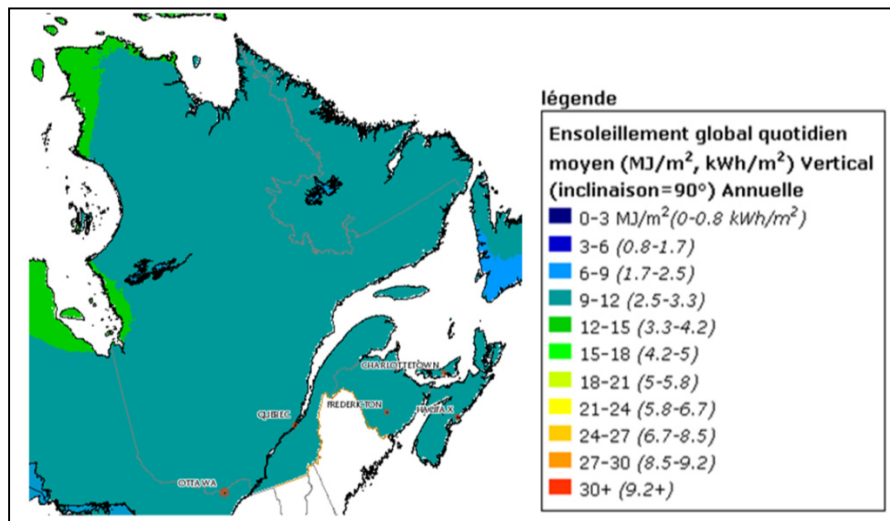 légende
Ensoleillement global quotidien
moyen (MJ/m², kWh/m²) Vertical
(inclinaison=90°) Annuelle
0-3 MJ/m²(0-0.8 kWh/m²)
3-6 (0.8-1.7)
6-9 (1.7-2.5)
9-12 (2.5-3.3)
12-15 (3.3-4.2)
15-18 (4.2-5)
18-21 (5-5.8)
21-24 (5.8-6.7)
24-27 (6.7-8.5)
27-30 (8.5-9.2)
30+ (9.2+)
CHARLOTTETOWN
FREDERICTON
HALIFAX
QUEBEC
OTTAWA